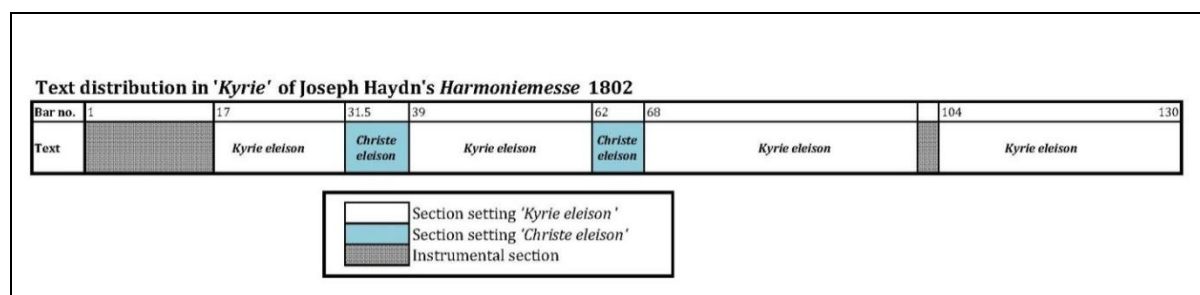 Text distribution in 'Kyrie' of Joseph Haydn's Harmoniemesse 1802
Bar no. 1 17 31.5 39 62 68 104 130
Text Kyrie eleison Christe eleison Kyrie eleison Christe eleison Kyrie eleison Kyrie eleison
Section setting 'Kyrie eleison'
Section setting 'Christe eleison'
Instrumental section